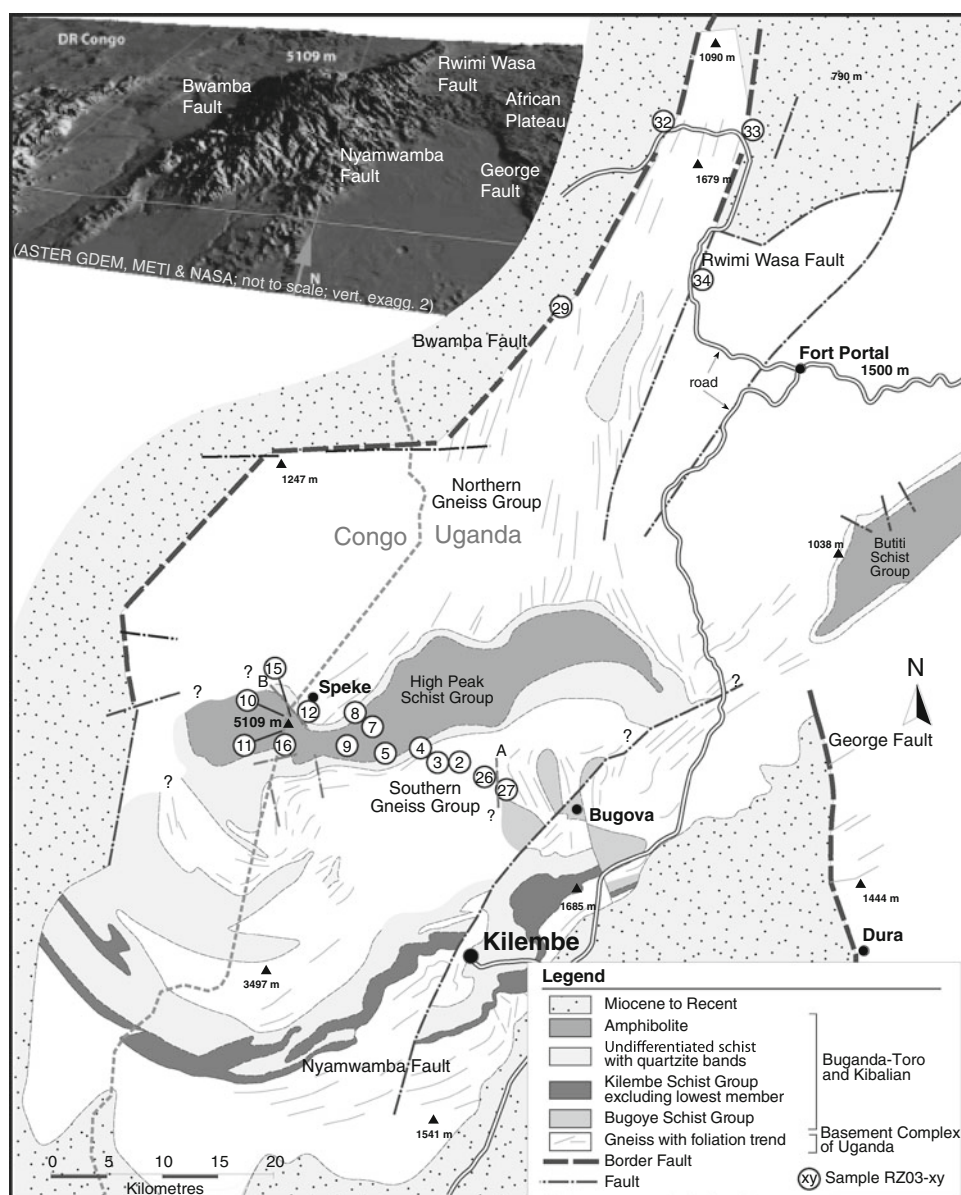 DR Congo
5109 m
Rwimi Wasa
Fault
Bwamba
Fault
African
Plateau
Nyamwamba
Fault
George
Fault
N
(ASTER GDEM, METI & NASA; not to scale; vert. exagg. 2)
1090 m
790 m
32
33
1679 m
Rwimi Wasa Fault
34
29
Bwamba Fault
Fort Portal
1500 m
road
1247 m
Northern
Gneiss Group
Congo
Uganda
1038 m
Butiti
Schist
Group
?
15
B
10
Speke
12
High Peak
Schist Group
?
?
N
5109 m
8
7
11
16
9
5
4
3
2
A
26
27
?
George Fault
?
Southern
Gneiss Group
?
Bugova
1685 m
1444 m
Kilembe
Dura
3497 m
Nyamwamba Fault
1541 m
Legend
Miocene to Recent
Amphibolite
Undifferentiated schist
with quartzite bands
Kilembe Schist Group
excluding lowest member
Bugoye Schist Group
Gneiss with foliation trend
Border Fault
Fault
Buganda-Toro
and Kibalian
Basement Complex
of Uganda
xy Sample RZ03-xy
0 5 10 20
Kilometres